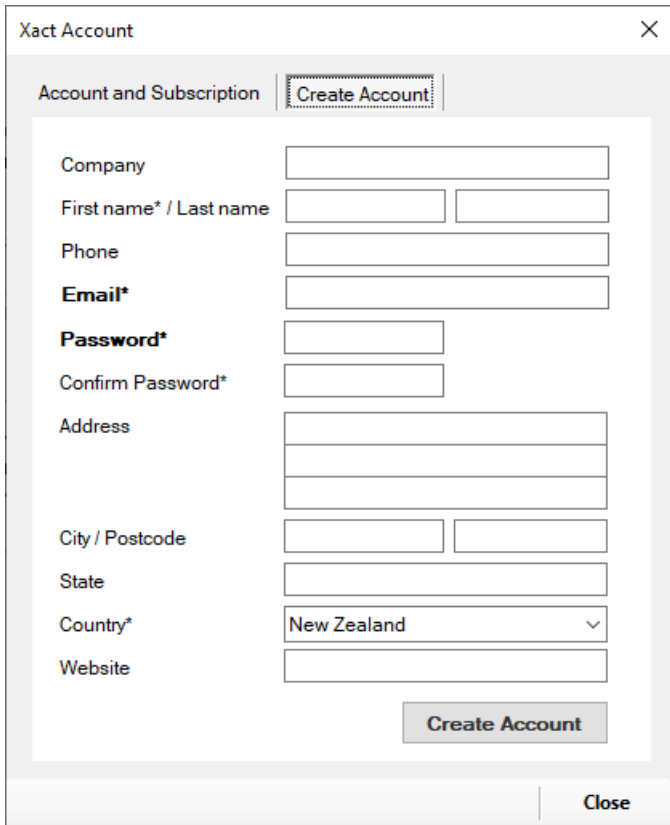 Xact Account
Account and Subscription Create Account
Company
First name* / Last name
Phone
Email*
Password*
Confirm Password*
Address
City / Postcode
State
Country* New Zealand
Website
Create Account
Close